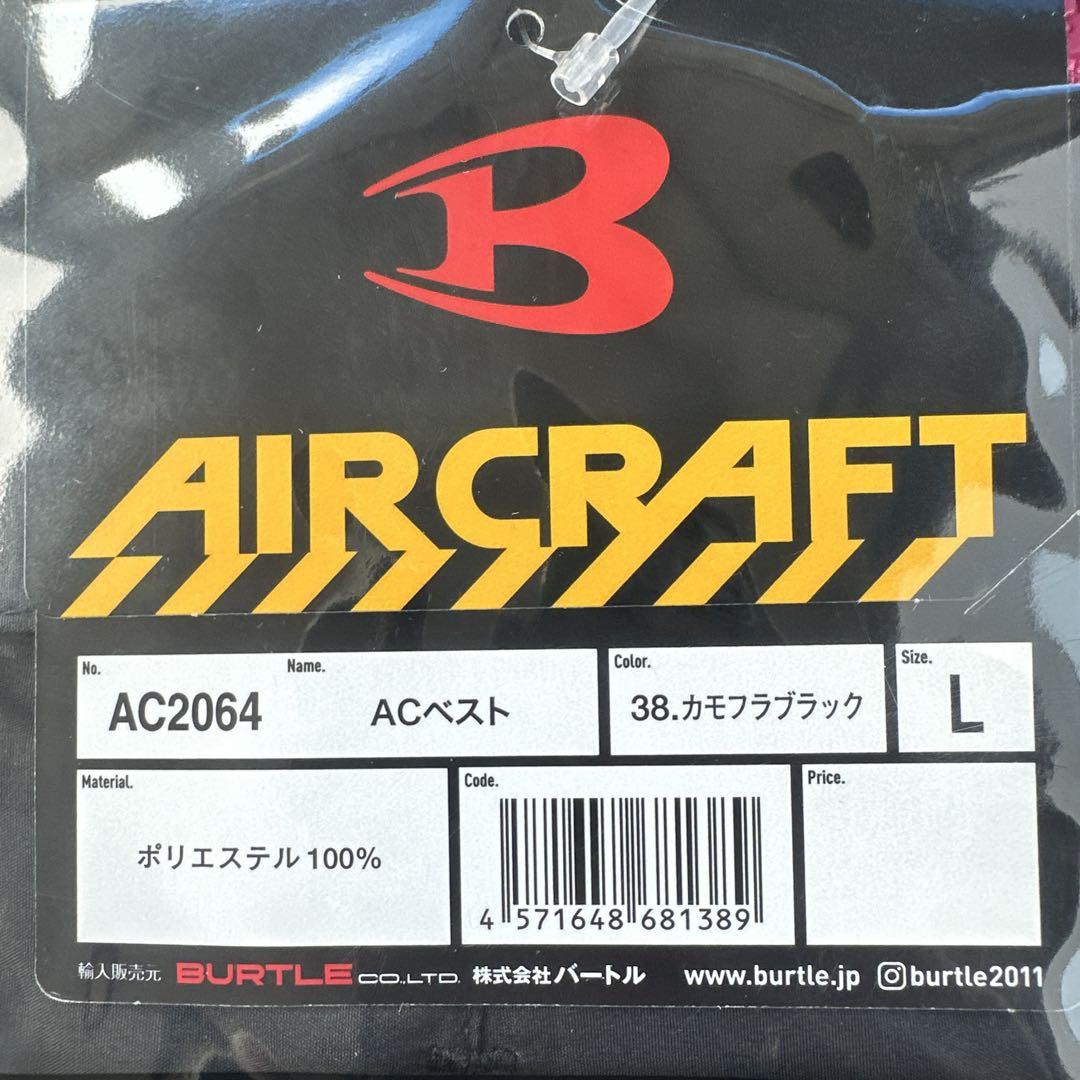 B
AIRCRAFT
No. AC2064 Name. ACベスト
Color. 38.カモフラブラック
Size. L
Material. ポリエステル100%
Code. 4 571648 681389
Price.
輸入販売元 BURTLE CO.,LTD. 株式会社バートル www.burtle.jp burtle2011